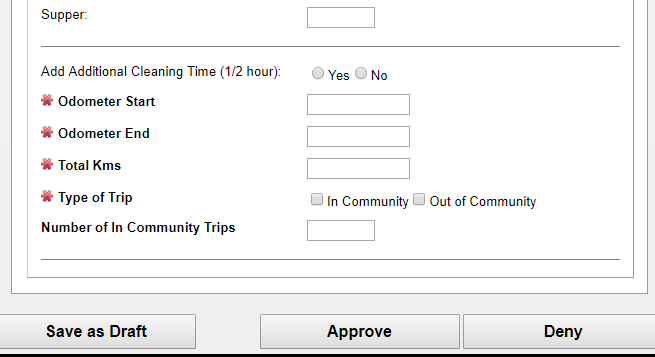 Supper:
Add Additional Cleaning Time (1/2 hour): Yes No
Odometer Start
Odometer End
Total Kms
Type of Trip In Community Out of Community
Number of In Community Trips
Save as Draft Approve Deny